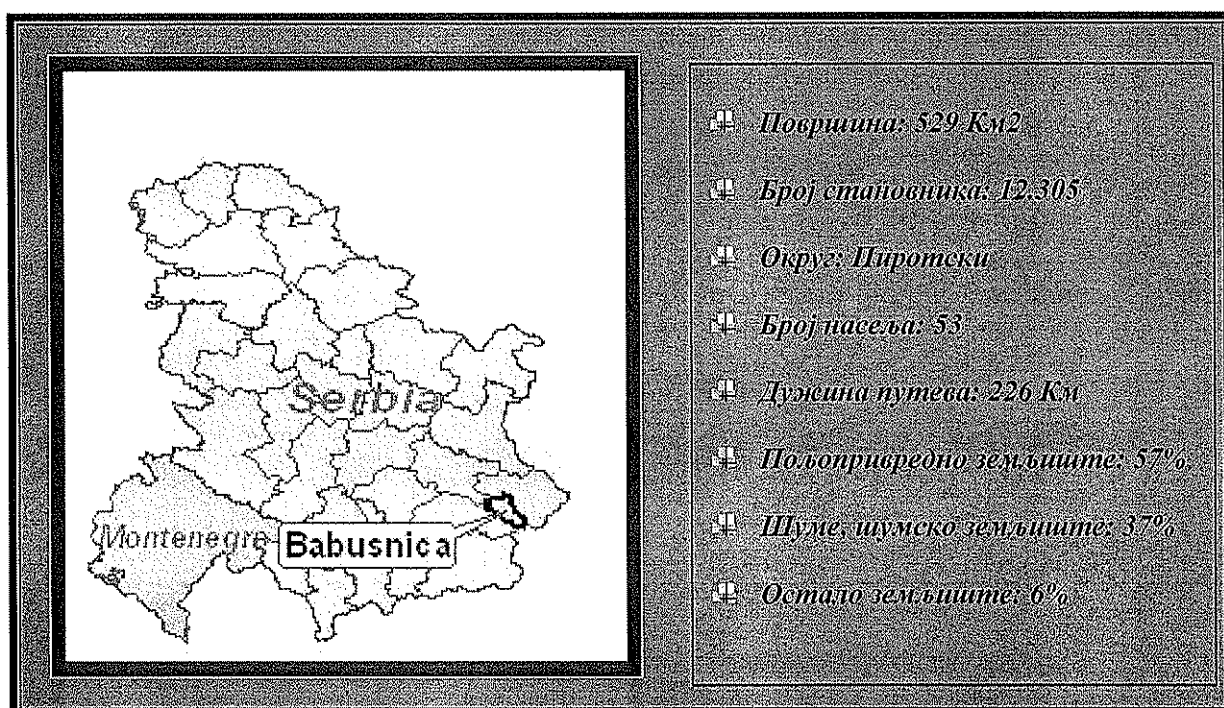 Serbia
Montenegro
Babusnica
Површина: 529 Км2
Број становника: 12.305
Округ: Пиротски
Број насеља: 53
Дужина путева: 226 Км
Пољопривредно земљиште: 57%
Шуме, шумско земљиште: 37%
Остало земљиште: 6%